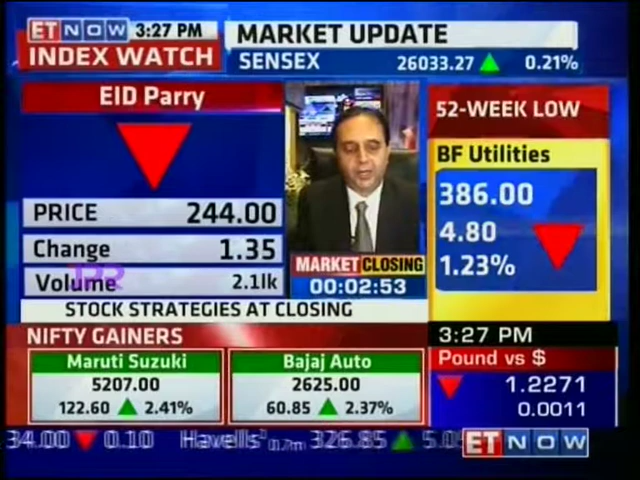 ET NOW 3:27 PM
INDEX WATCH
MARKET UPDATE
SENSEX 26033.27 0.21%
EID Parry
PRICE 244.00
Change 1.35
Volume 2.1lk
MARKET CLOSING
00:02:53
52-WEEK LOW
BF Utilities
386.00
4.80
1.23%
STOCK STRATEGIES AT CLOSING
NIFTY GAINERS
Maruti Suzuki
5207.00
122.60 2.41%
Bajaj Auto
2625.00
60.85 2.37%
3:27 PM
Pound vs $
1.2271
0.0011
34.00 0.10 Havells 0.7m 326.85
ET NOW